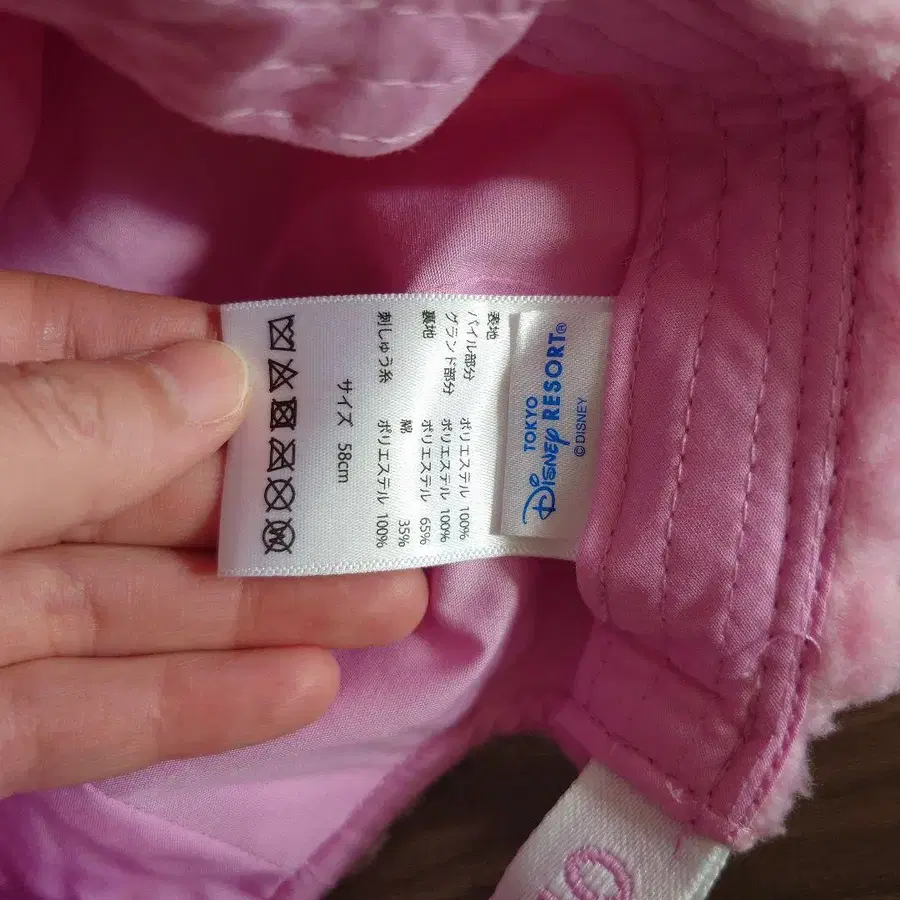 表地
パイル部分 ポリエステル 100%
グランド部分 ポリエステル 100%
裏地 ポリエステル 65%
綿 35%
刺しゅう糸 ポリエステル 100%
サイズ 58cm
TOKYO
Disney RESORT®
©DISNEY